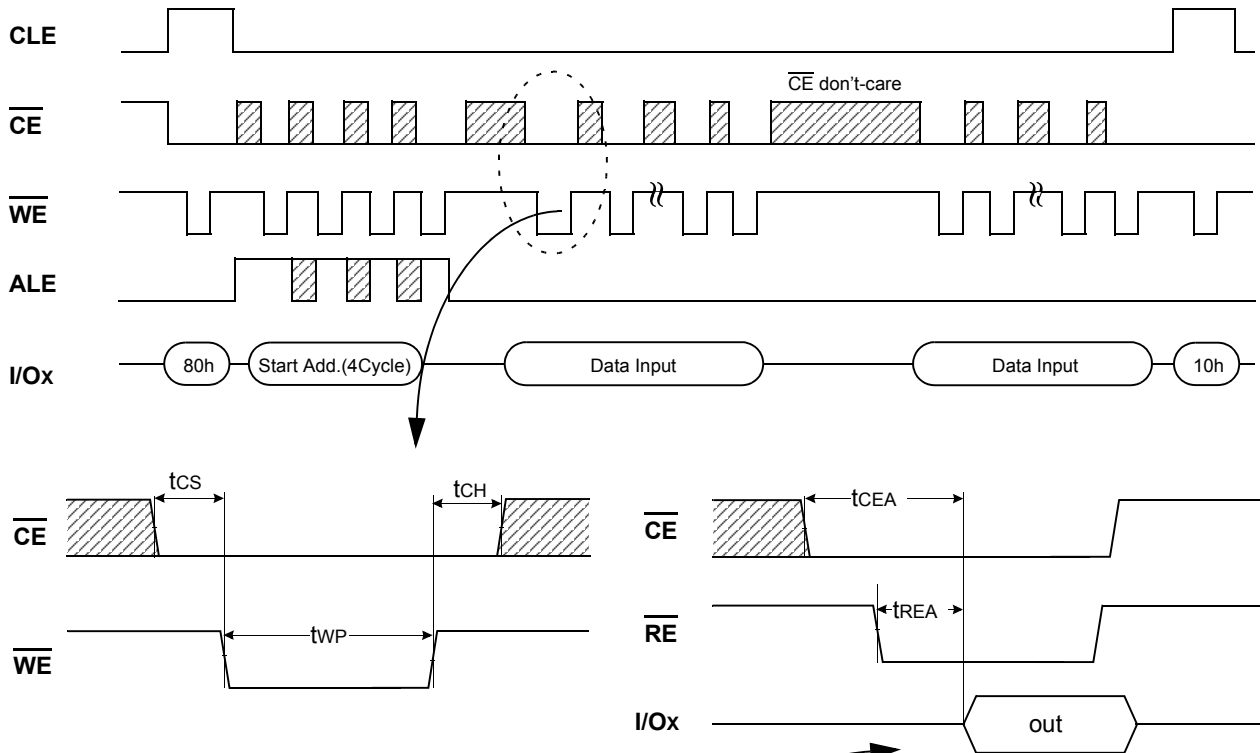 CLE
CE don't-care
CE
WE
ALE
I/Ox
80h
Start Add.(4Cycle)
Data Input
Data Input
10h
tCS
tCH
CE
tWP
WE
tCEA
CE
tREA
RE
I/Ox
out